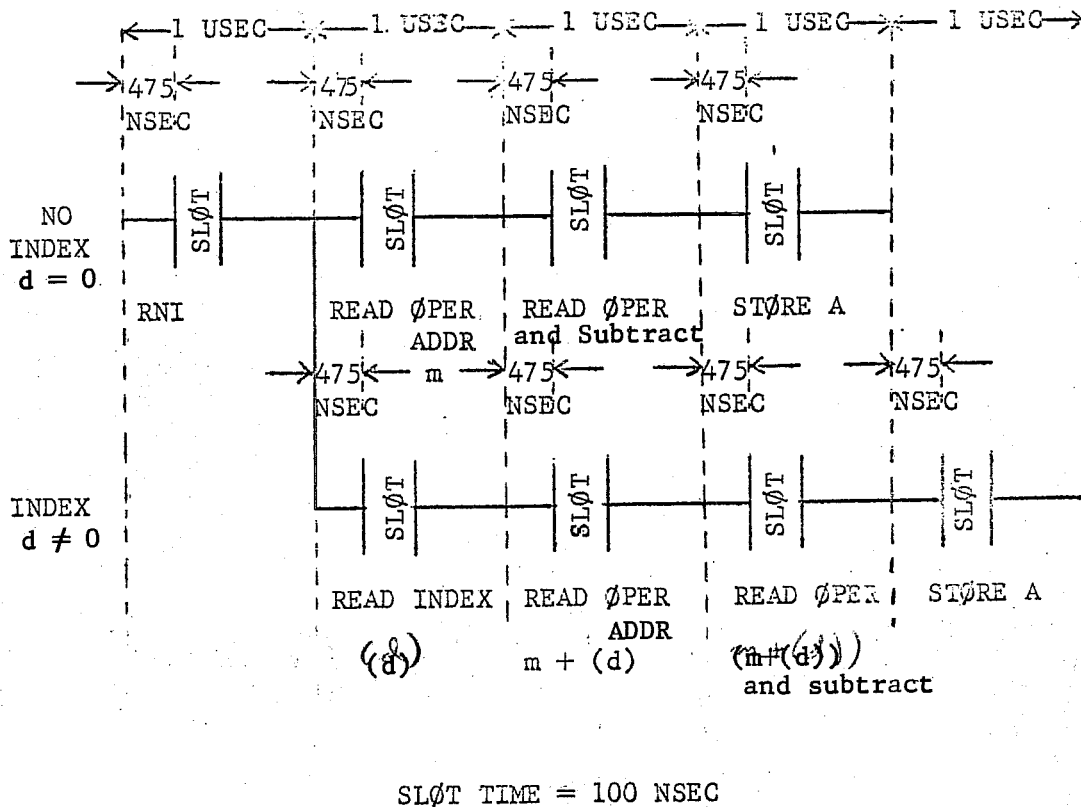 1 USEC 1 USEC 1 USEC 1 USEC 1 USEC
475 475 475 475
NSEC NSEC NSEC NSEC
NO
INDEX
d = 0
SLØT SLØT SLØT SLØT
RNI READ ØPER READ ØPER STØRE A
ADDR and Subtract
m
475 475 475 475
NSEC NSEC NSEC NSEC
INDEX
d ≠ 0
SLØT SLØT SLØT SLØT
READ INDEX READ ØPER READ ØPER STØRE A
ADDR
(d) m + (d) (m+(d))
and subtract
SLØT TIME = 100 NSEC